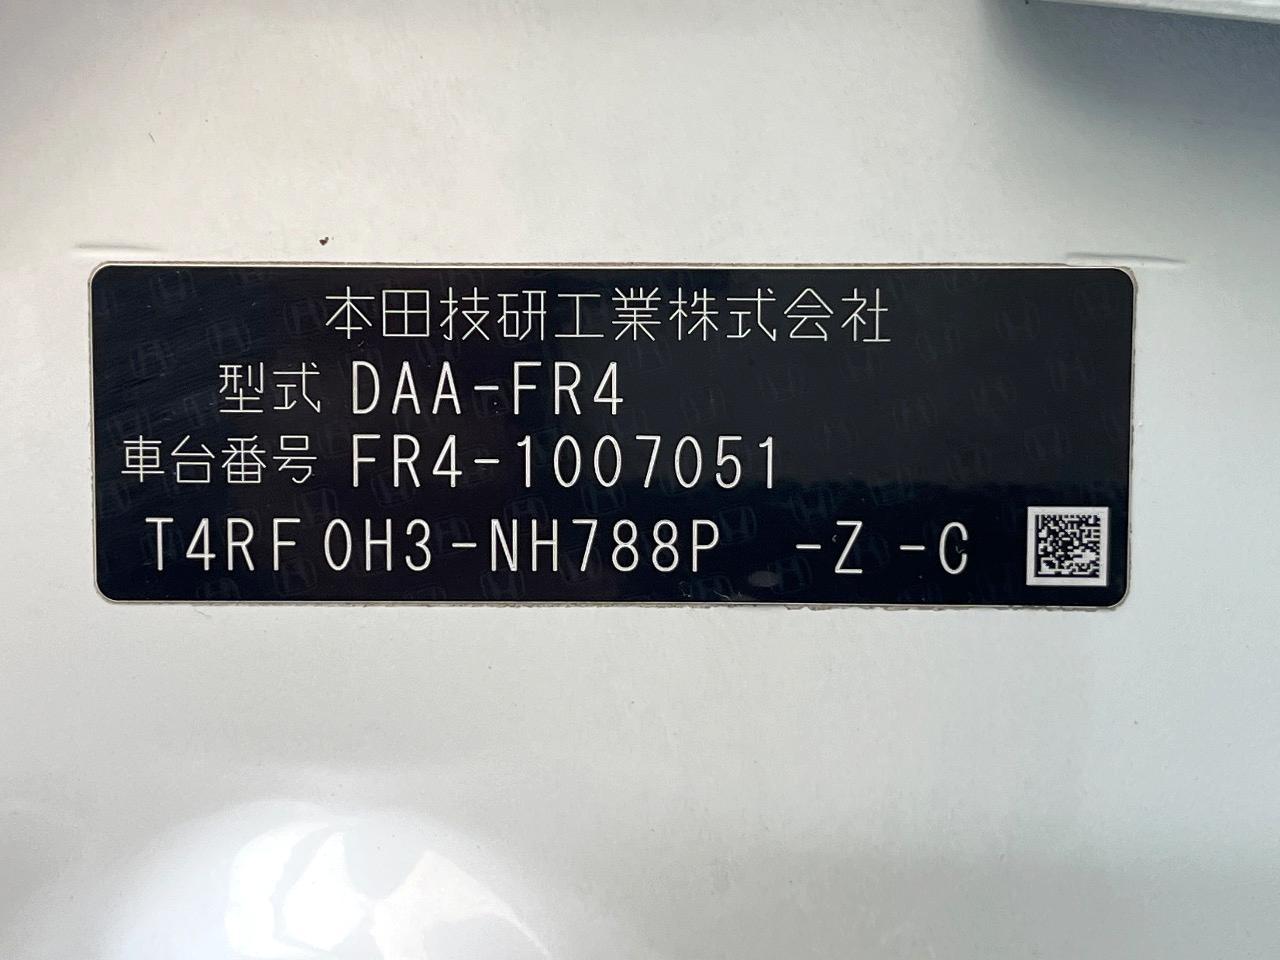 本田技研工業株式会社
型式 DAA-FR4
車台番号 FR4-1007051
T4RF0H3-NH788P -Z -C